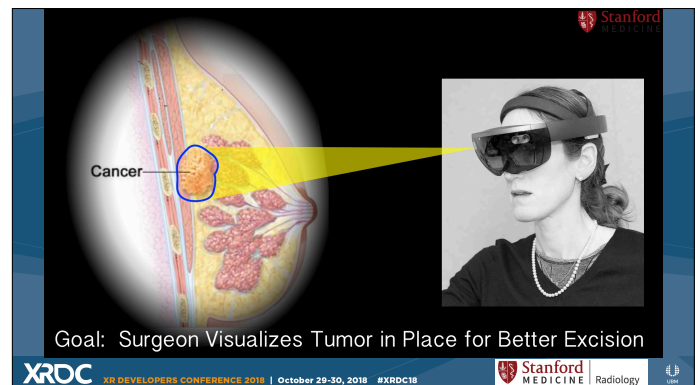 Stanford
MEDICINE
Cancer
Goal: Surgeon Visualizes Tumor in Place for Better Excision
XRDC XR DEVELOPERS CONFERENCE 2018 | October 29-30, 2018 #XRDC18
Stanford
MEDICINE | Radiology
UBM